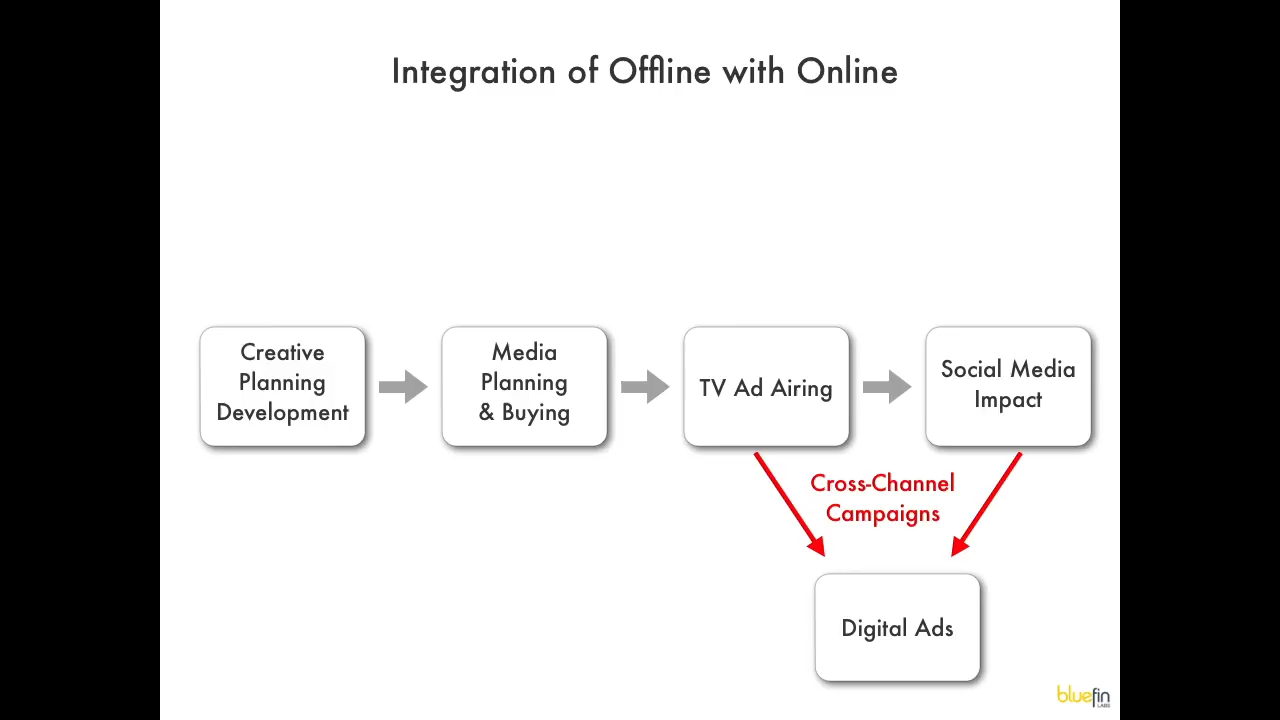 Integration of Offline with Online
Creative
Planning
Development
Media
Planning
& Buying
TV Ad Airing
Social Media
Impact
Cross-Channel
Campaigns
Digital Ads
bluefin
LABS